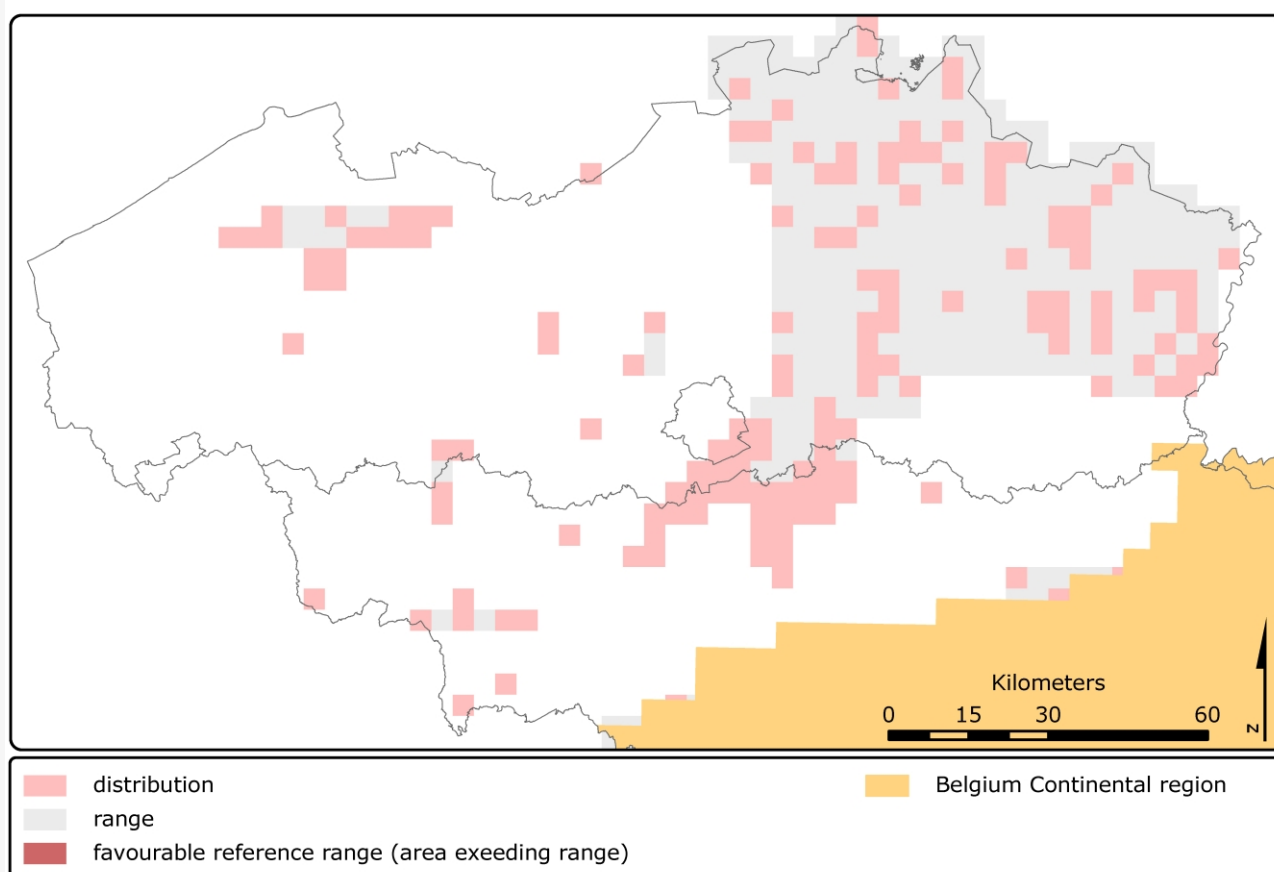 Kilometers
0 15 30 60
N
distribution
range
favourable reference range (area exeeding range)
Belgium Continental region